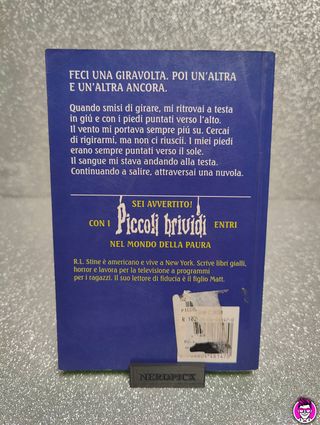 FECI UNA GIRAVOLTA. POI UN'ALTRA
E UN'ALTRA ANCORA.
Quando smisi di girare, mi ritrovai a testa
in giù e con i piedi puntati verso l'alto.
Il vento mi portava sempre più su. Cercai
di rigirarmi, ma non ci riuscii. I miei piedi
erano sempre puntati verso il sole.
Il sangue mi stava andando alla testa.
Continuando a salire, attraversai una nuvola.
SEI AVVERTITO!
CON I Piccoli brividi ENTRI
NEL MONDO DELLA PAURA
R.L. Stine è americano e vive a New York. Scrive libri gialli,
horror e lavora per la televisione a programmi
per i ragazzi. Il suo lettore di fiducia è il figlio Matt.
NERDPICA